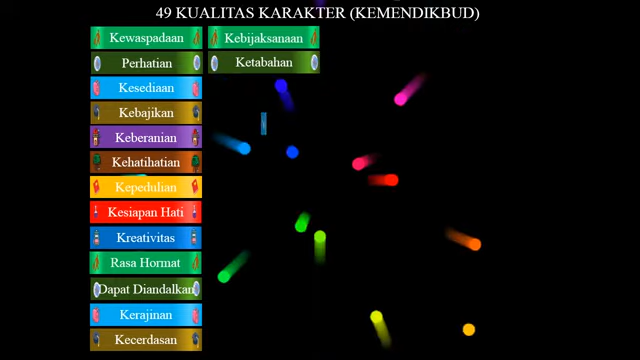 49 KUALITAS KARAKTER (KEMENDIKBUD)
Kewaspadaan
Perhatian
Kesediaan
Kebajikan
Keberanian
Kehatihatian
Kepedulian
Kesiapan Hati
Kreativitas
Rasa Hormat
Dapat Diandalkan
Kerajinan
Kecerdasan
Kebijaksanaan
Ketabahan